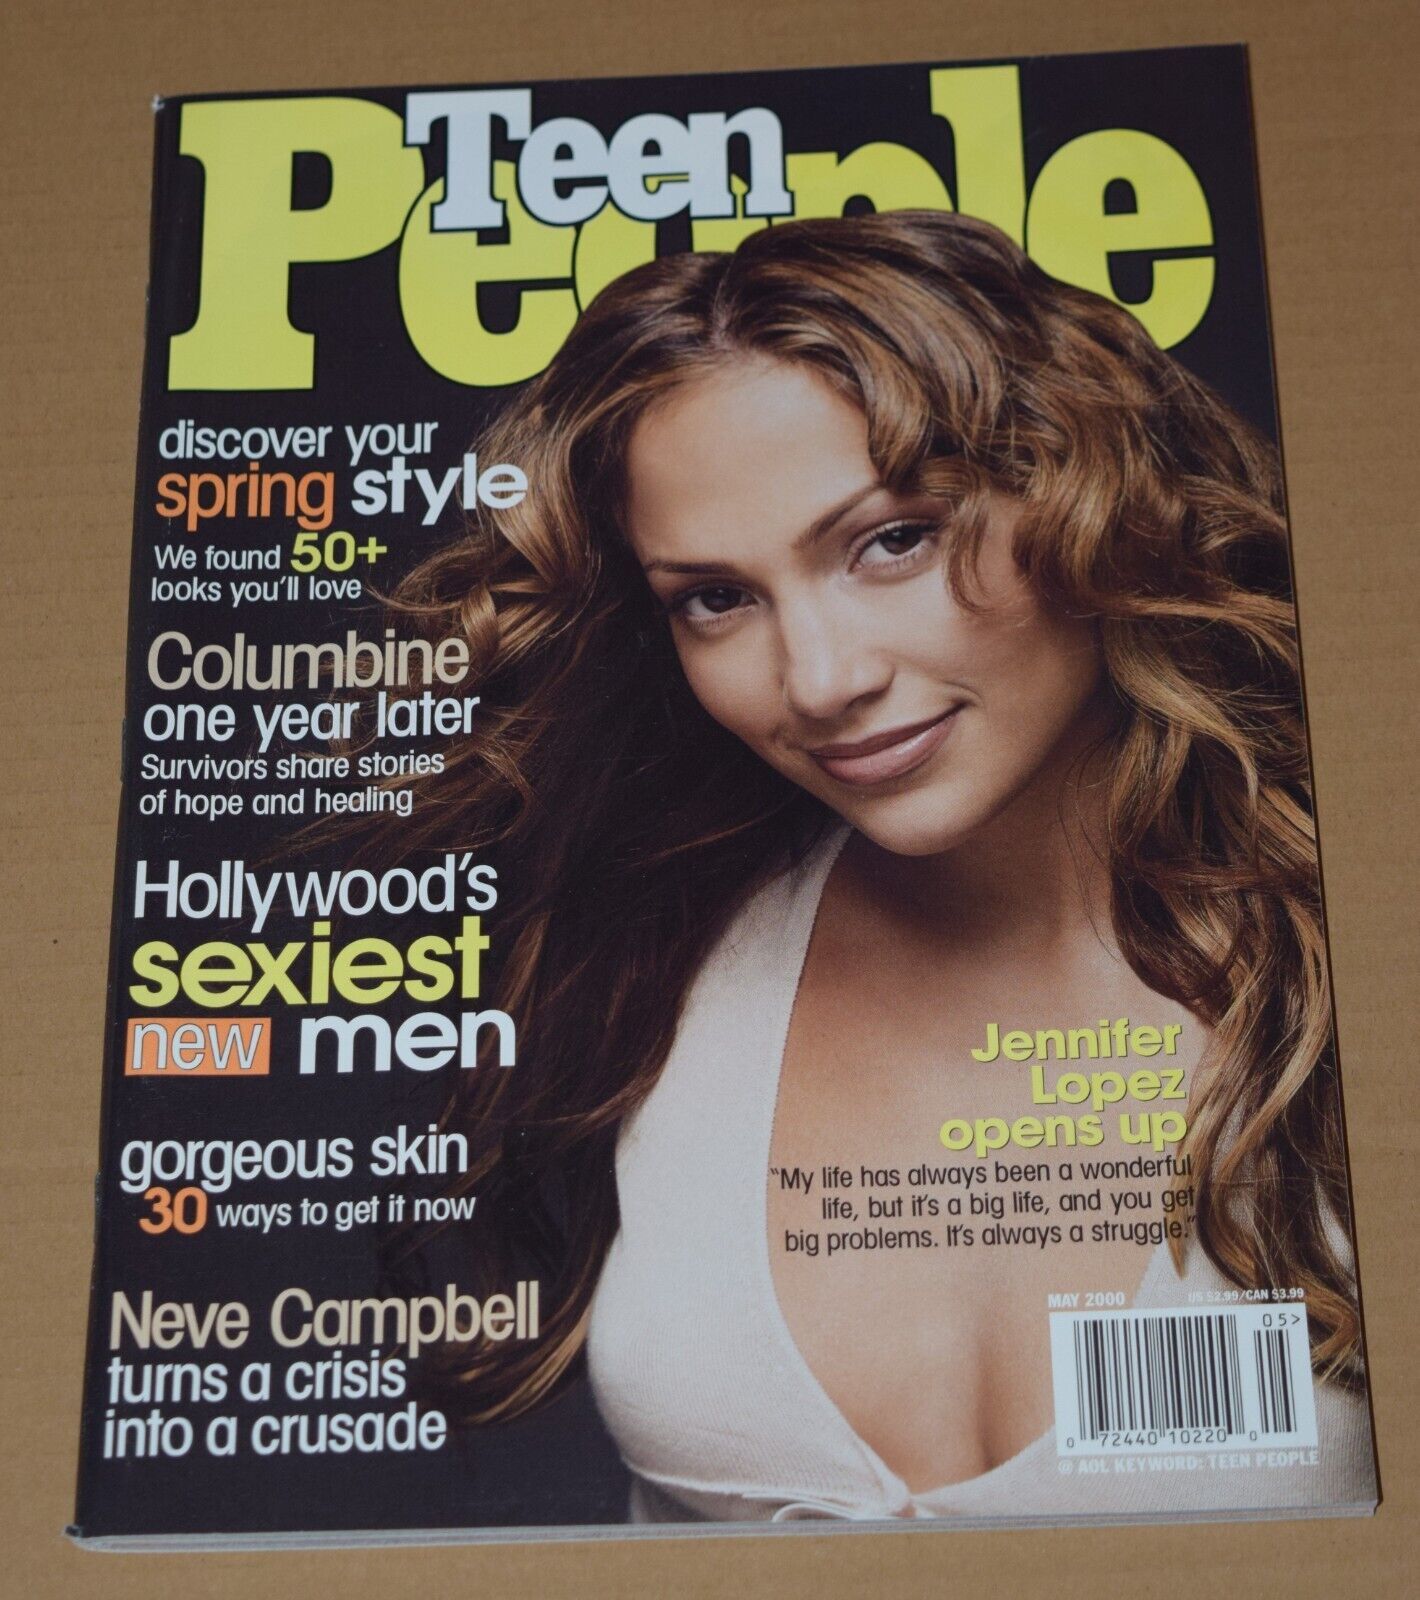 Teen
People
discover your
spring style
We found 50+
looks you'll love
Columbine
one year later
Survivors share stories
of hope and healing
Hollywood's
sexiest
new men
gorgeous skin
30 ways to get it now
Neve Campbell
turns a crisis
into a crusade
Jennifer
Lopez
opens up
"My life has always been a wonderful
life, but it's a big life, and you get
big problems. It's always a struggle."
MAY 2000 US $2.99/CAN $3.99
05>
0 72440 10220 0
@ AOL KEYWORD: TEEN PEOPLE